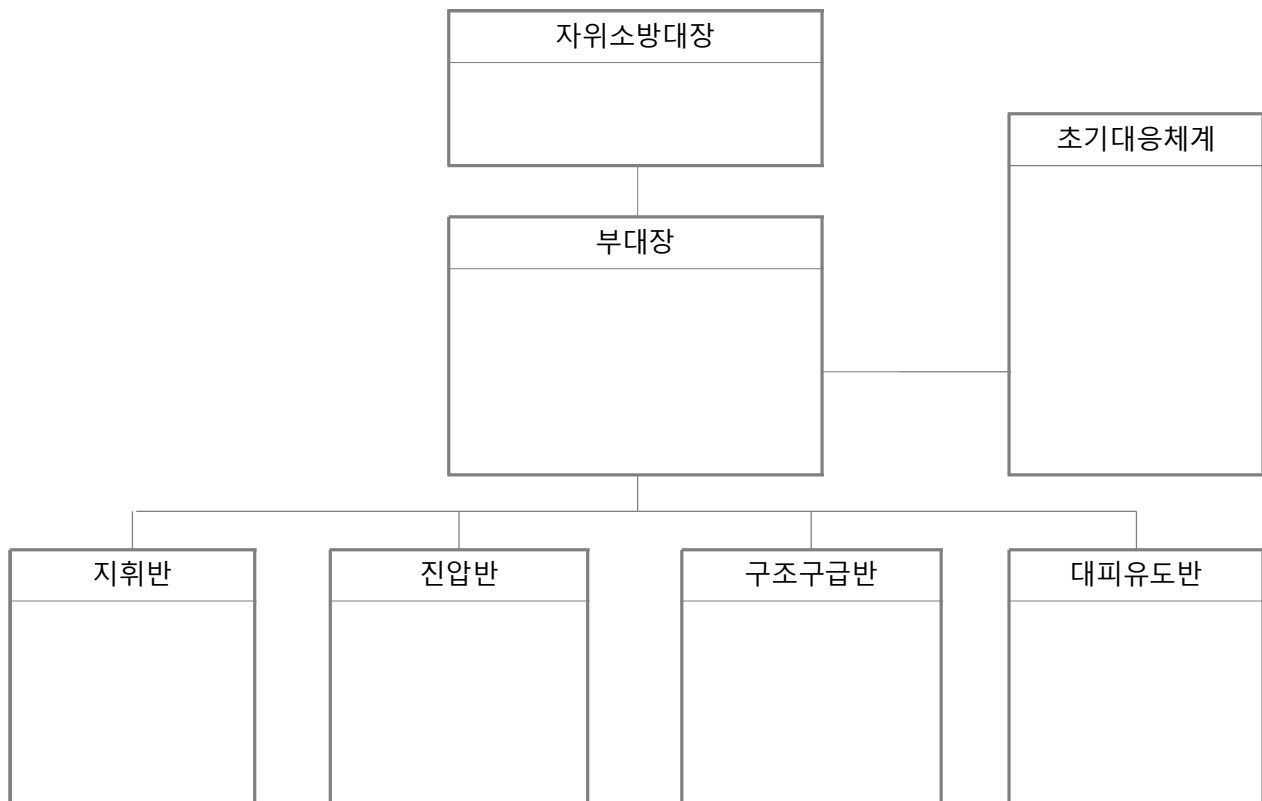 자위소방대장
초기대응체계
부대장
지휘반
진압반
구조구급반
대피유도반